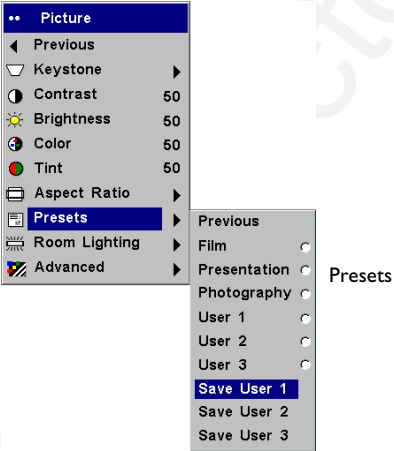 Picture
Previous
Keystone
Contrast 50
Brightness 50
Color 50
Tint 50
Aspect Ratio
Presets
Room Lighting
Advanced
Previous
Film
Presentation
Photography
User 1
User 2
User 3
Save User 1
Save User 2
Save User 3
Presets